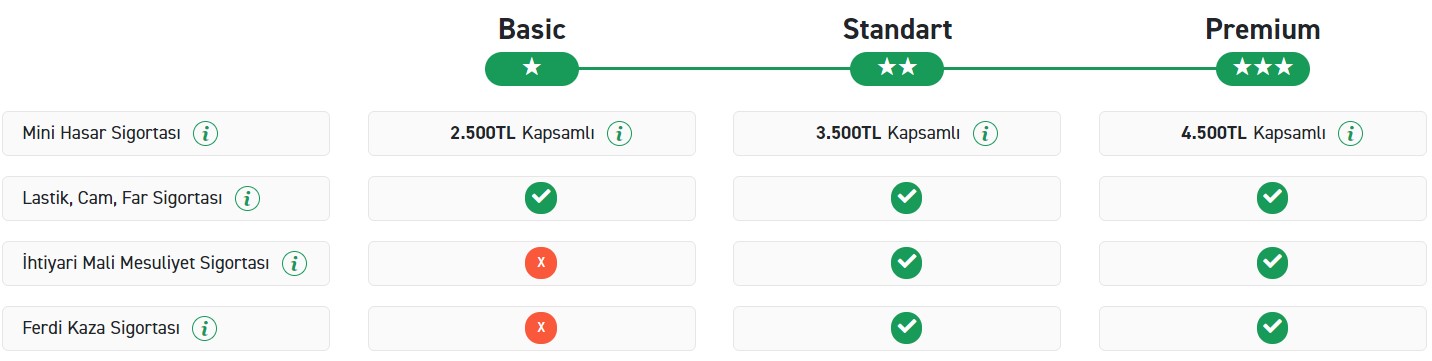 Basic
Standart
Premium
Mini Hasar Sigortası i
2.500TL Kapsamlı i
3.500TL Kapsamlı i
4.500TL Kapsamlı i
Lastik, Cam, Far Sigortası i
İhtiyari Mali Mesuliyet Sigortası i
X
Ferdi Kaza Sigortası i
X